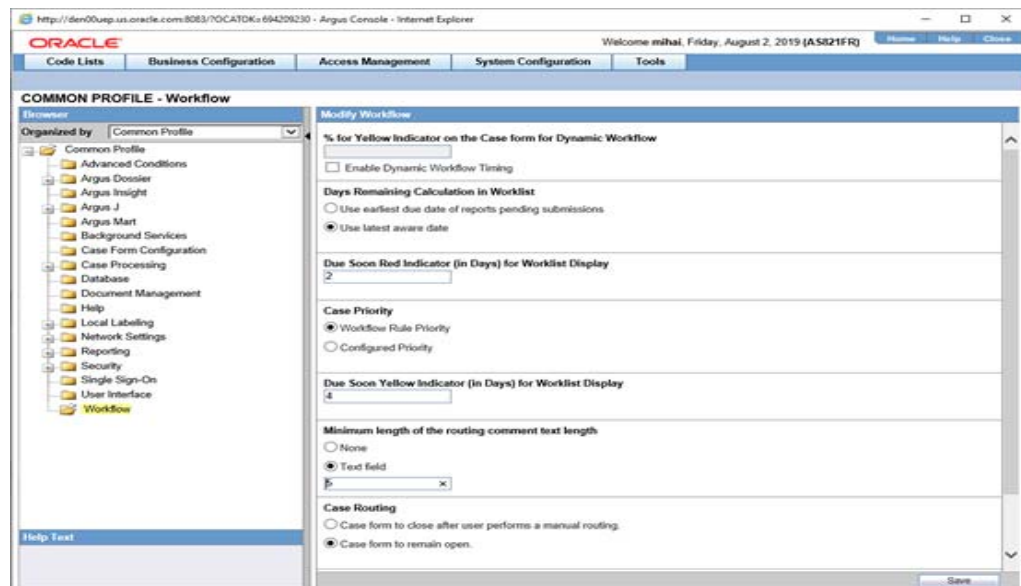 http://den00uep.us.oracle.com:8083/?OCATOK=694209230 - Argus Console - Internet Explorer
ORACLE
Welcome mihai, Friday, August 2, 2019 (AS821FR)
Home Help Close
Code Lists Business Configuration Access Management System Configuration Tools
COMMON PROFILE - Workflow
Browser
Organized by Common Profile
Common Profile
Advanced Conditions
Argus Dossier
Argus Insight
Argus J
Argus Mart
Background Services
Case Form Configuration
Case Processing
Database
Document Management
Help
Local Labeling
Network Settings
Reporting
Security
Single Sign-On
User Interface
Workflow
Help Text
Modify Workflow
% for Yellow Indicator on the Case form for Dynamic Workflow
Enable Dynamic Workflow Timing
Days Remaining Calculation in Worklist
Use earliest due date of reports pending submissions
Use latest aware date
Due Soon Red Indicator (in Days) for Worklist Display
2
Case Priority
Workflow Rule Priority
Configured Priority
Due Soon Yellow Indicator (in Days) for Worklist Display
4
Minimum length of the routing comment text length
None
Text field
5
Case Routing
Case form to close after user performs a manual routing.
Case form to remain open.
Save